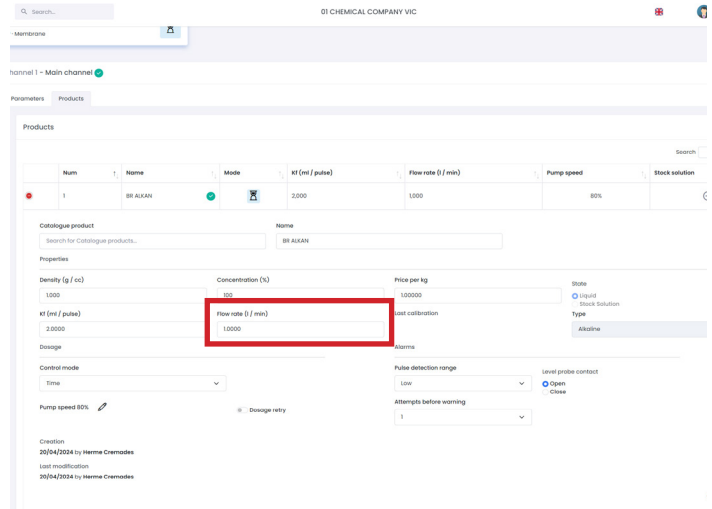 Search...
01 CHEMICAL COMPANY VIC
- Membrane
hannel 1 - Main channel
Parameters Products
Products
Search
Num Name Mode Kf (ml / pulse) Flow rate (l / min) Pump speed Stock solution
1 BR ALKAN 2,000 1,000 80%
Catalogue product Name
Search for Catalogue products... BR ALKAN
Properties
Density (g / cc) Concentration (%) Price per kg State
1.000 100 1.00000 Liquid
Stock Solution
Kf (ml / pulse) Flow rate (l / min) Last calibration Type
2.0000 1.0000 Alkaline
Dosage Alarms
Control mode Pulse detection range Level probe contact
Time Low Open
Close
Pump speed 80% Dosage retry Attempts before warning
1
Creation
20/04/2024 by Herme Cremades
Last modification
20/04/2024 by Herme Cremades